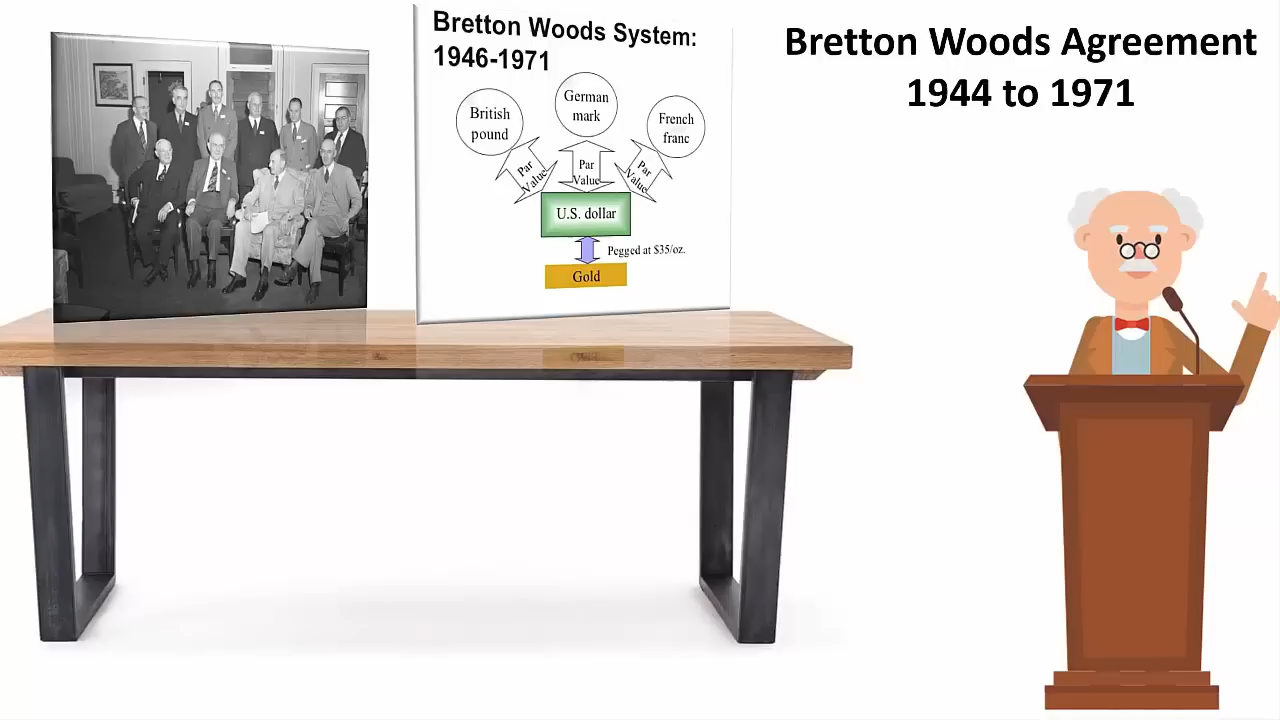 Bretton Woods System:
1946-1971
British
pound
German
mark
French
franc
Par
Value
Par
Value
Par
Value
U.S. dollar
Pegged at $35/oz.
Gold
Bretton Woods Agreement
1944 to 1971